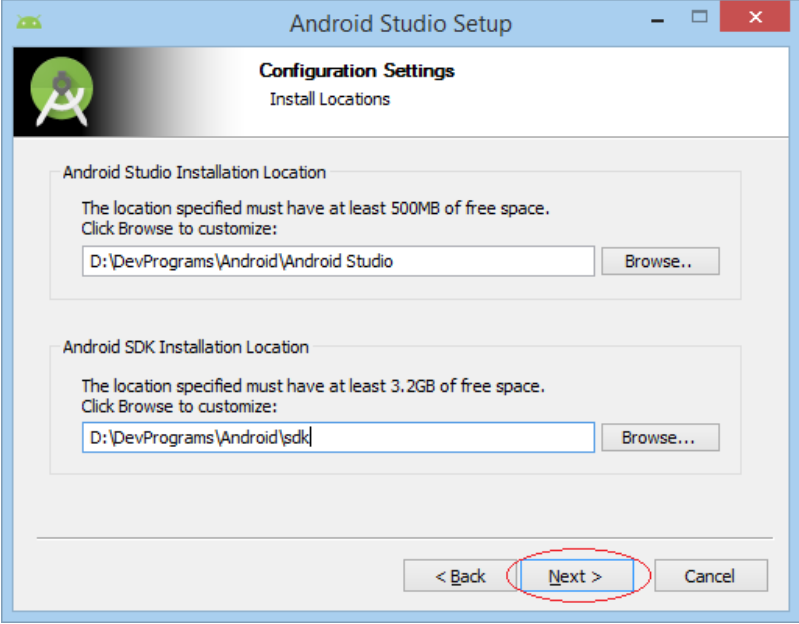 Android Studio Setup
Configuration Settings
Install Locations
Android Studio Installation Location
The location specified must have at least 500MB of free space.
Click Browse to customize:
D:\DevPrograms\Android\Android Studio
Browse..
Android SDK Installation Location
The location specified must have at least 3.2GB of free space.
Click Browse to customize:
D:\DevPrograms\Android\sdk
Browse...
< Back
Next >
Cancel